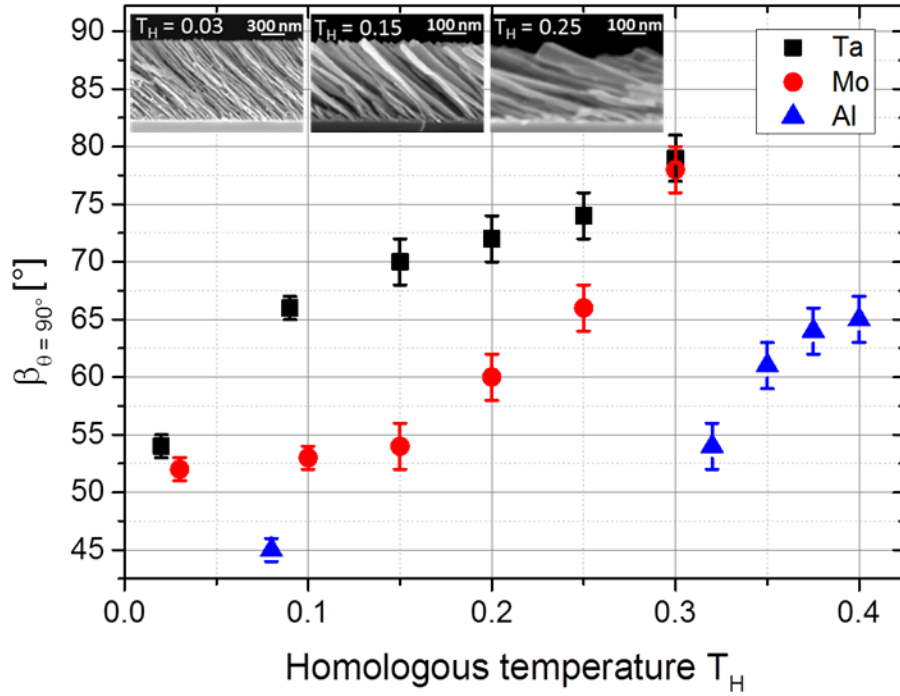 T_H = 0.03 300 nm
T_H = 0.15 100 nm
T_H = 0.25 100 nm
Ta
Mo
Al
90
85
80
75
70
65
60
55
50
45
β_θ = 90° [°]
0.0 0.1 0.2 0.3 0.4
Homologous temperature T_H